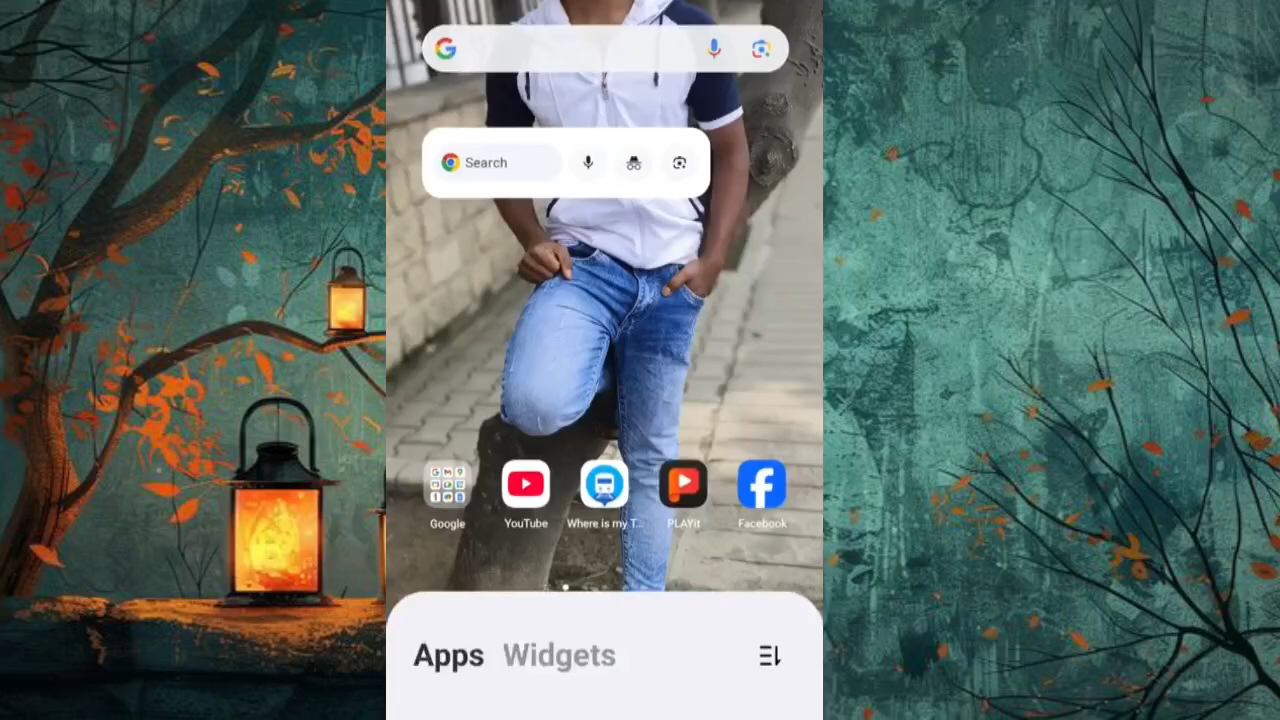 Search
Google
YouTube
Where is my T...
PLAYit
Facebook
Apps
Widgets